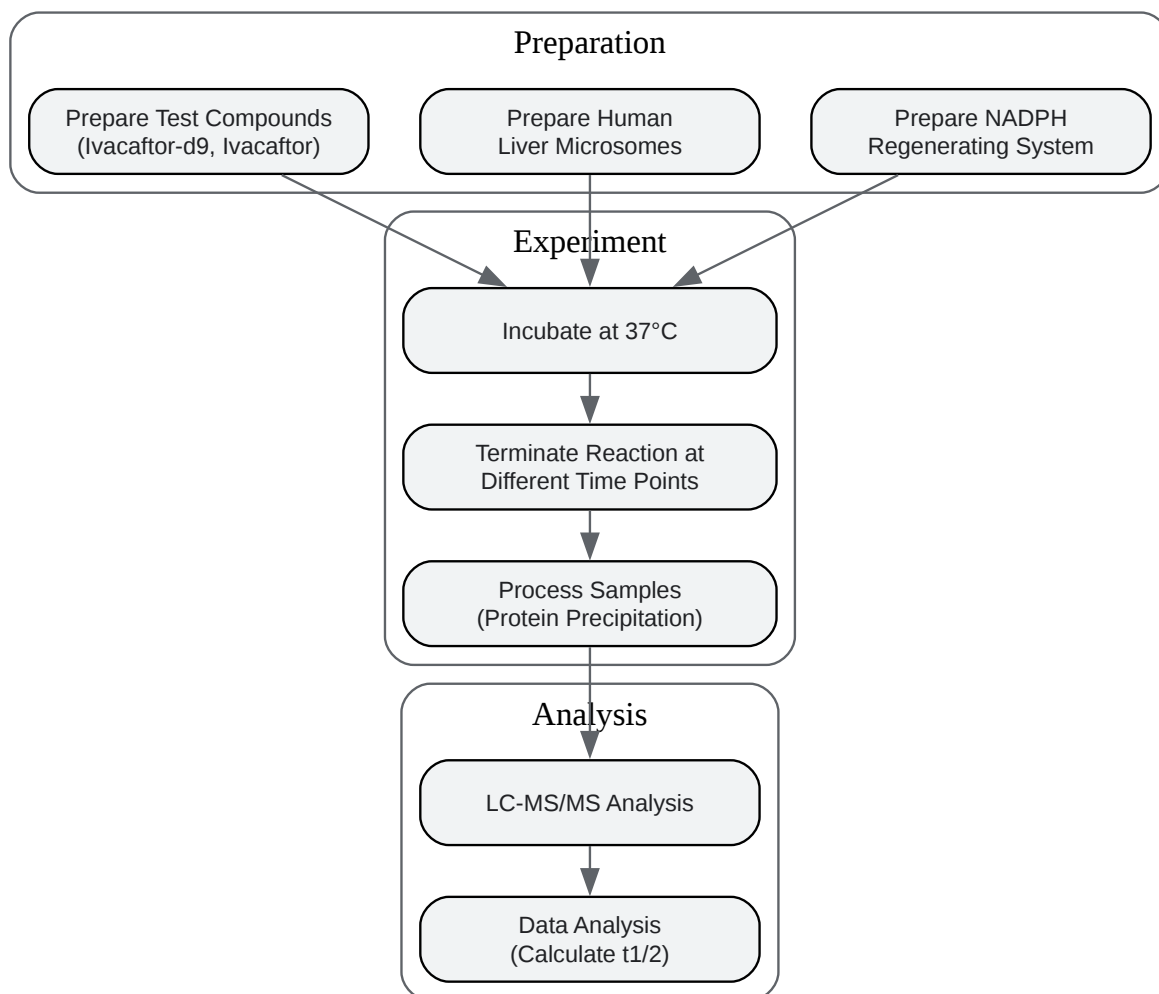 Preparation
Prepare Test Compounds
(Ivacaftor-d9, Ivacaftor)
Prepare Human
Liver Microsomes
Prepare NADPH
Regenerating System
Experiment
Incubate at 37°C
Terminate Reaction at
Different Time Points
Process Samples
(Protein Precipitation)
Analysis
LC-MS/MS Analysis
Data Analysis
(Calculate t1/2)